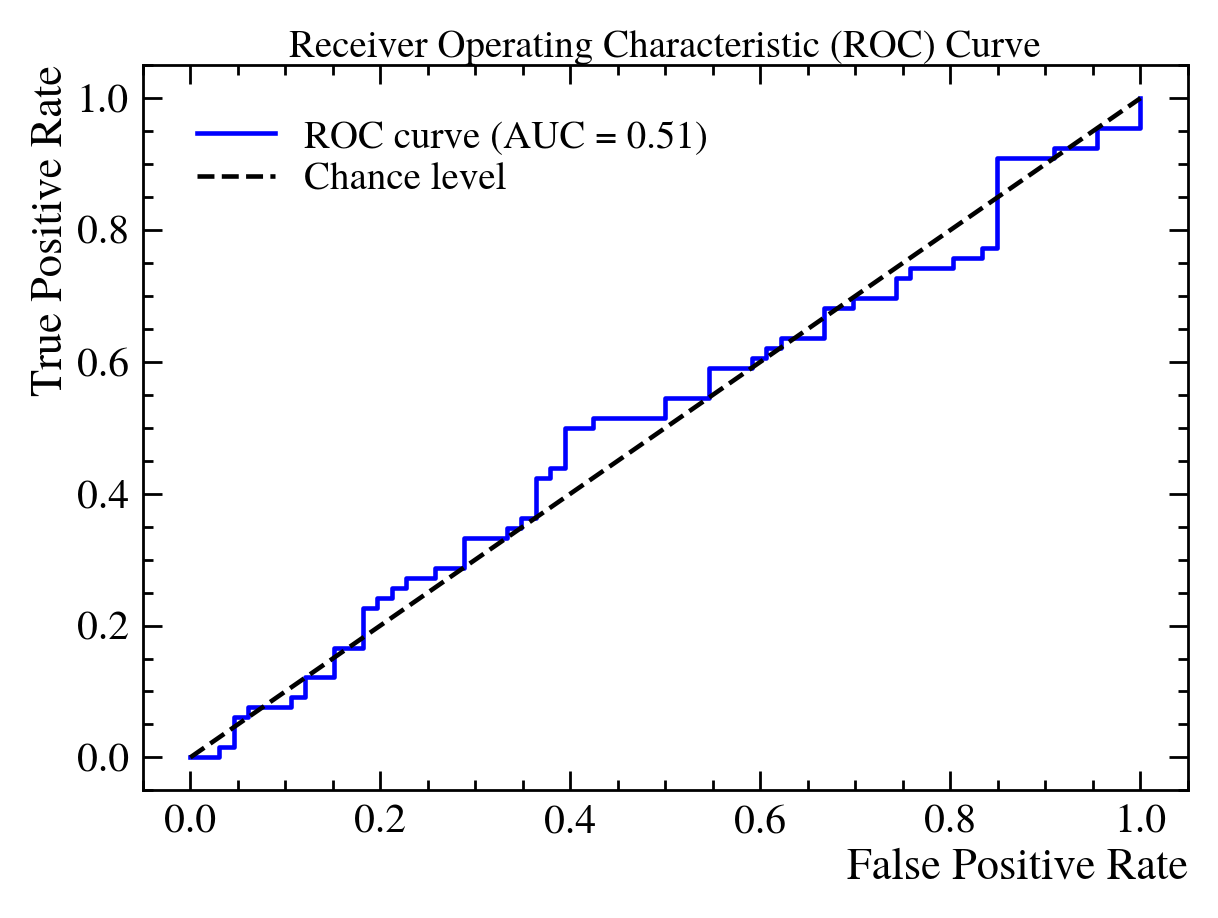 Receiver Operating Characteristic (ROC) Curve
True Positive Rate
1.0
0.8
0.6
0.4
0.2
0.0
ROC curve (AUC = 0.51)
Chance level
0.0 0.2 0.4 0.6 0.8 1.0
False Positive Rate